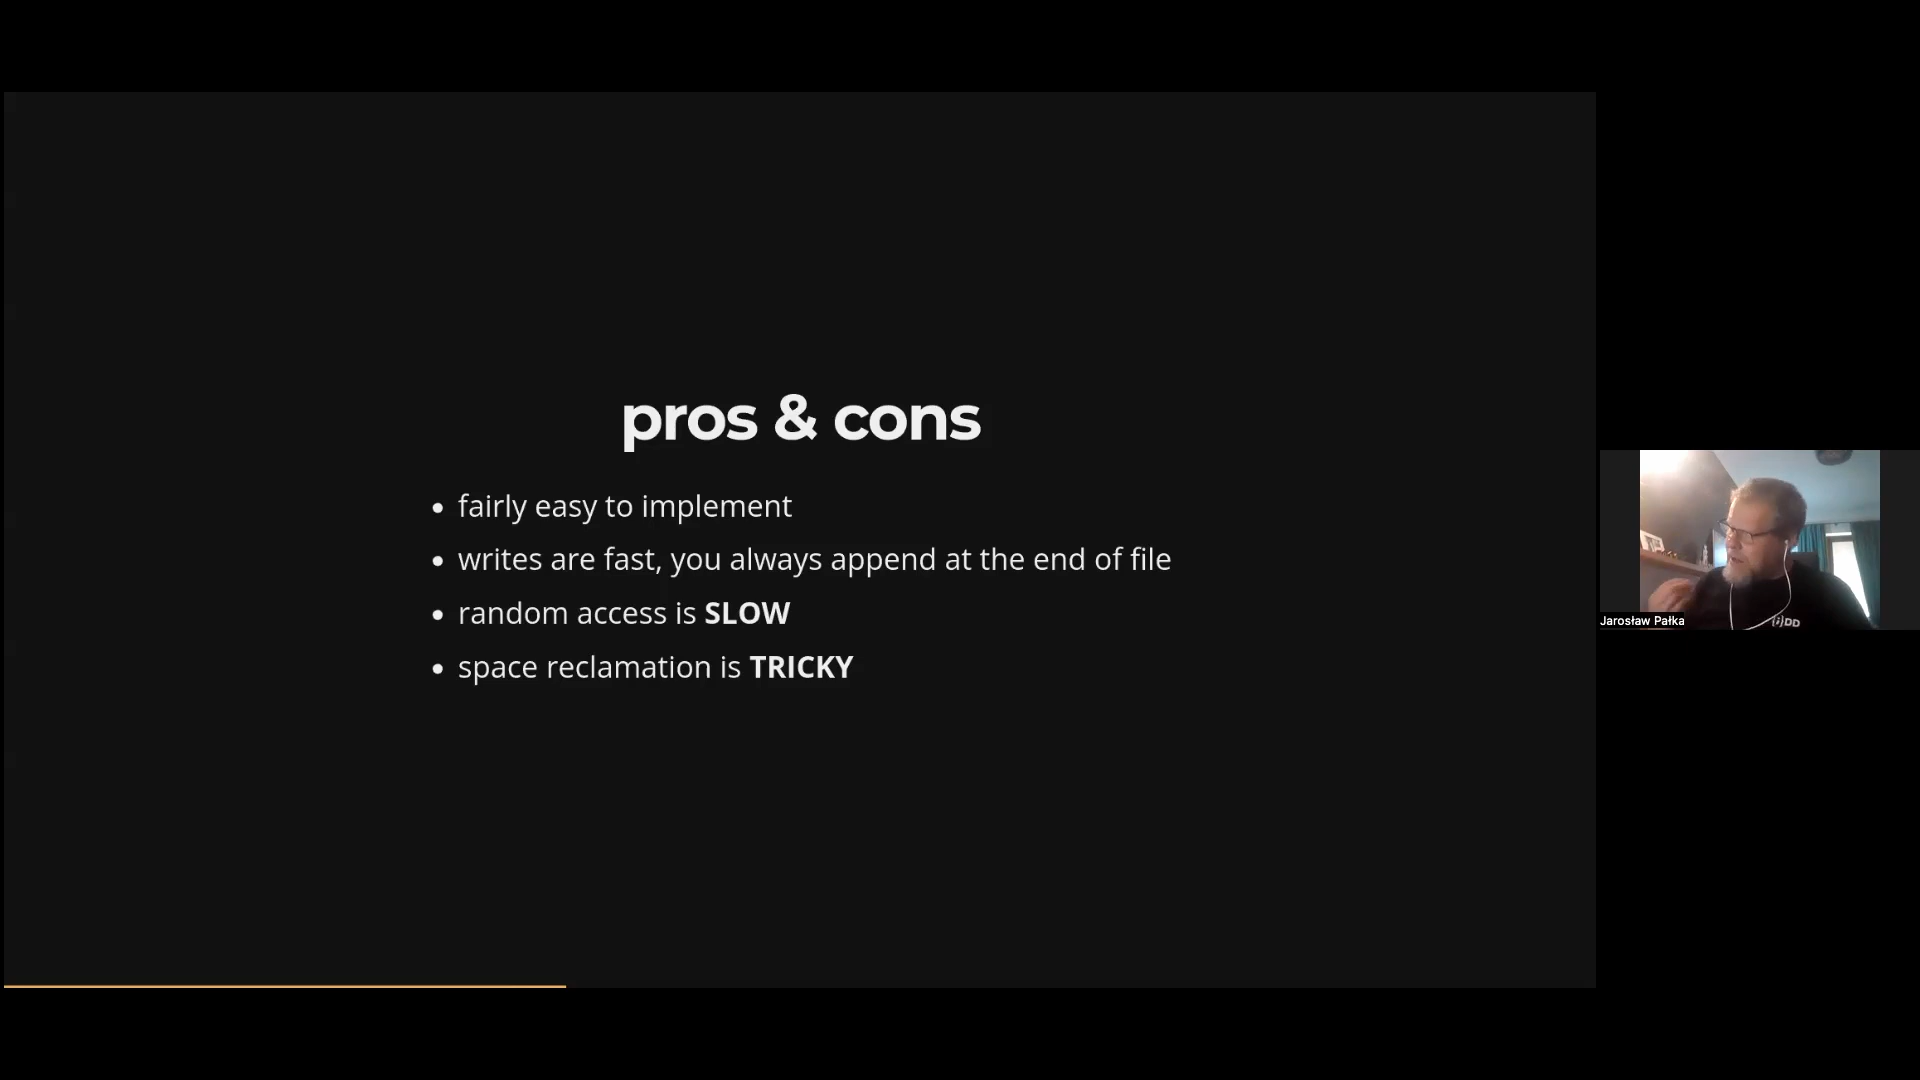 pros & cons
fairly easy to implement
writes are fast, you always append at the end of file
random access is SLOW
space reclamation is TRICKY
Jarosław Pałka
(i)DD